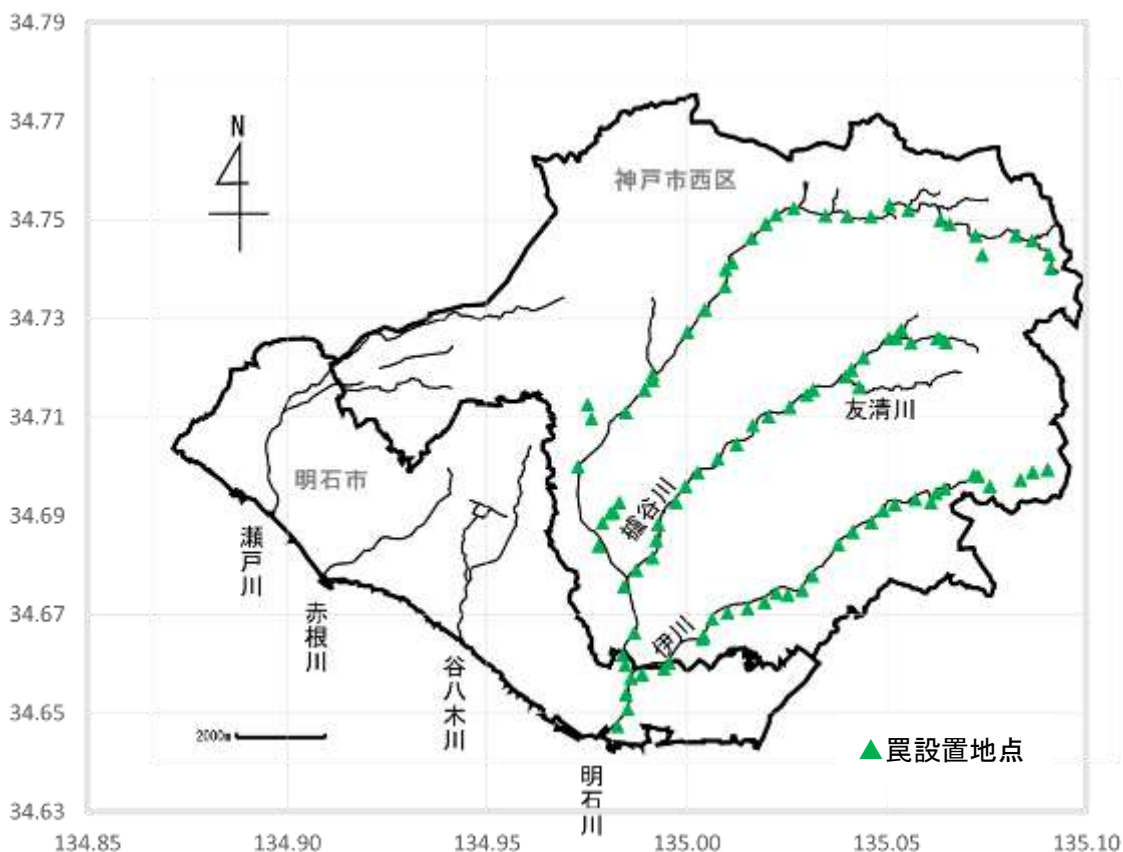 34.79
34.77
34.75
34.73
34.71
34.69
34.67
34.65
34.63
N
神戸市西区
友清川
明石市
櫨谷川
瀬戸川
赤根川
伊川
谷八木川
2000m
▲罠設置地点
明石川
134.85
134.90
134.95
135.00
135.05
135.10